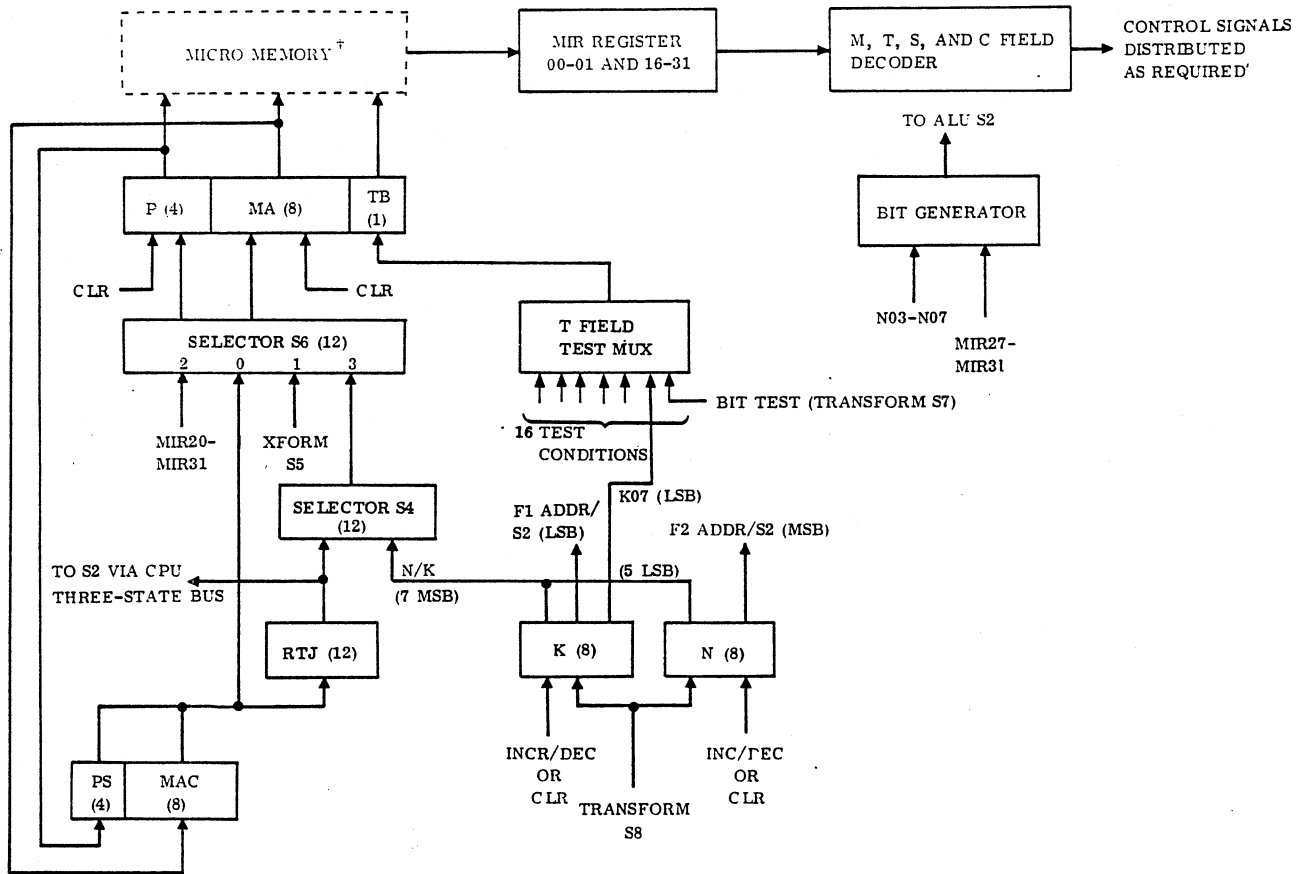 MICRO MEMORY†
MIR REGISTER
00-01 AND 16-31
M, T, S, AND C FIELD
DECODER
CONTROL SIGNALS
DISTRIBUTED
AS REQUIRED
TO ALU S2
BIT GENERATOR
N03-N07
MIR27-
MIR31
P (4)
MA (8)
TB
(1)
CLR
CLR
SELECTOR S6 (12)
2 0 1 3
MIR20-
MIR31
XFORM
S5
T FIELD
TEST MUX
BIT TEST (TRANSFORM S7)
16 TEST
CONDITIONS
K07 (LSB)
SELECTOR S4
(12)
F1 ADDR/
S2 (LSB)
F2 ADDR/S2 (MSB)
TO S2 VIA CPU
THREE-STATE BUS
N/K
(7 MSB)
(5 LSB)
RTJ (12)
K (8)
N (8)
INCR/DEC
OR
CLR
TRANSFORM
S8
INC/DEC
OR
CLR
PS
(4)
MAC
(8)